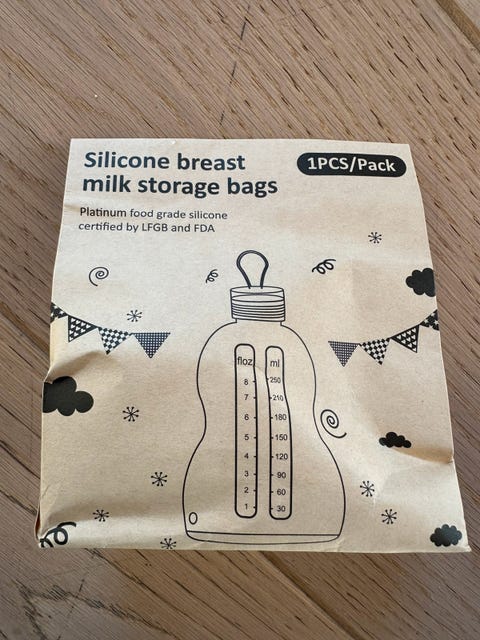 Silicone breast
milk storage bags
1PCS/Pack
Platinum food grade silicone
certified by LFGB and FDA
floz ml
8 250
7 210
6 180
5 150
4 120
3 90
2 60
1 30